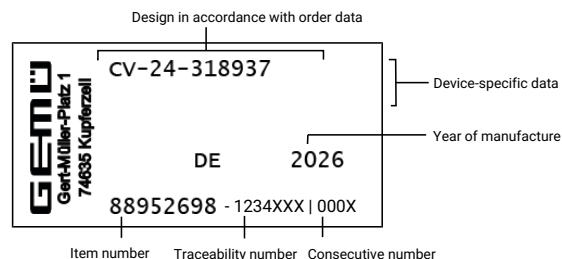 Design in accordance with order data
GEMÜ
Gert-Müller-Platz 1
74635 Kupferzell
CV-24-318937
Device-specific data
Year of manufacture
DE 2026
88952698 - 1234XXX | 000X
Item number Traceability number Consecutive number